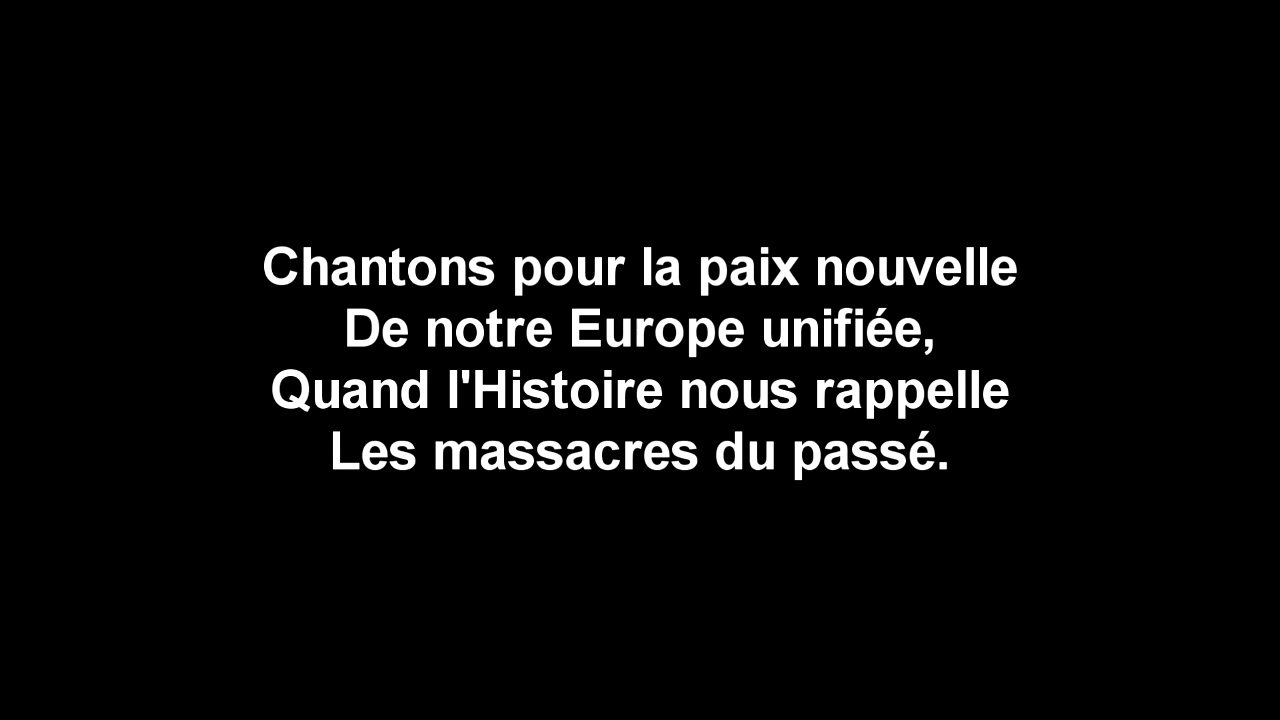 Chantons pour la paix nouvelle
De notre Europe unifiée,
Quand l'Histoire nous rappelle
Les massacres du passé.